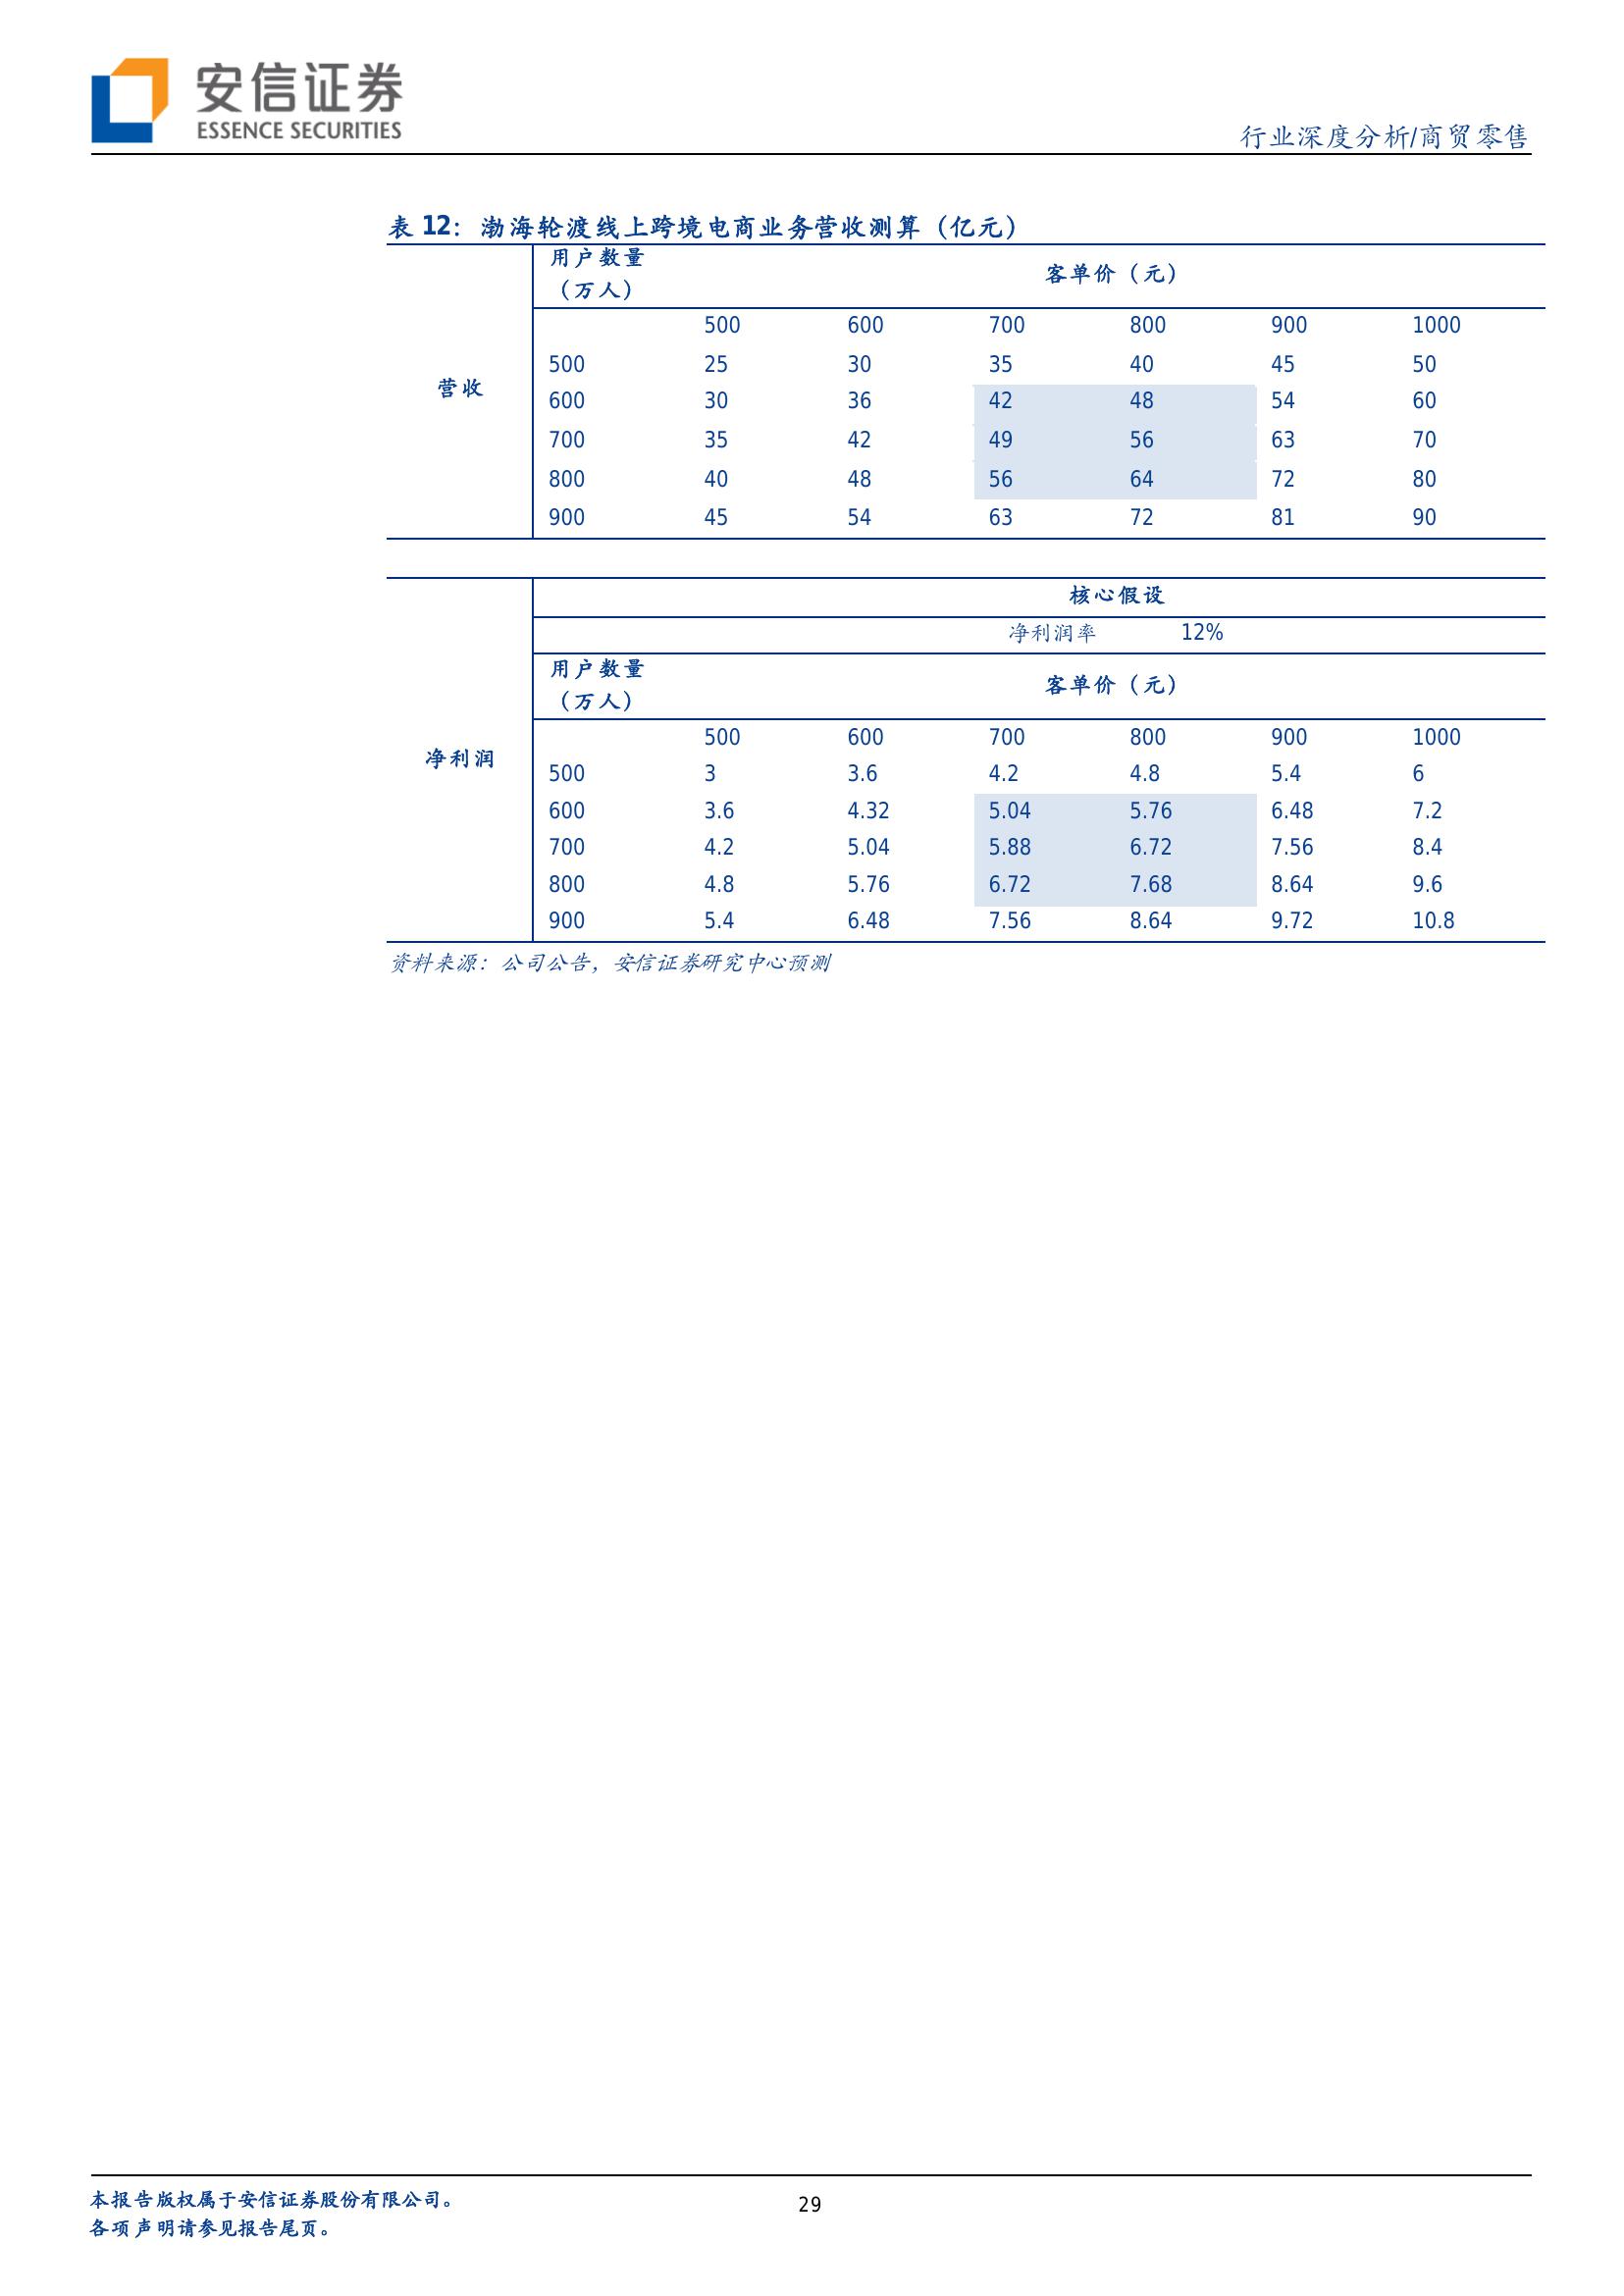 安信证券
ESSENCE SECURITIES
行业深度分析/商贸零售
表 12：渤海轮渡线上跨境电商业务营收测算（亿元）
营收
用户数量
（万人）
客单价（元）
500 600 700 800 900 1000
500 25 30 35 40 45 50
600 30 36 42 48 54 60
700 35 42 49 56 63 70
800 40 48 56 64 72 80
900 45 54 63 72 81 90
净利润
核心假设
净利润率 12%
用户数量
（万人）
客单价（元）
500 600 700 800 900 1000
500 3 3.6 4.2 4.8 5.4 6
600 3.6 4.32 5.04 5.76 6.48 7.2
700 4.2 5.04 5.88 6.72 7.56 8.4
800 4.8 5.76 6.72 7.68 8.64 9.6
900 5.4 6.48 7.56 8.64 9.72 10.8
资料来源：公司公告，安信证券研究中心预测
本报告版权属于安信证券股份有限公司。
各项声明请参见报告尾页。
29